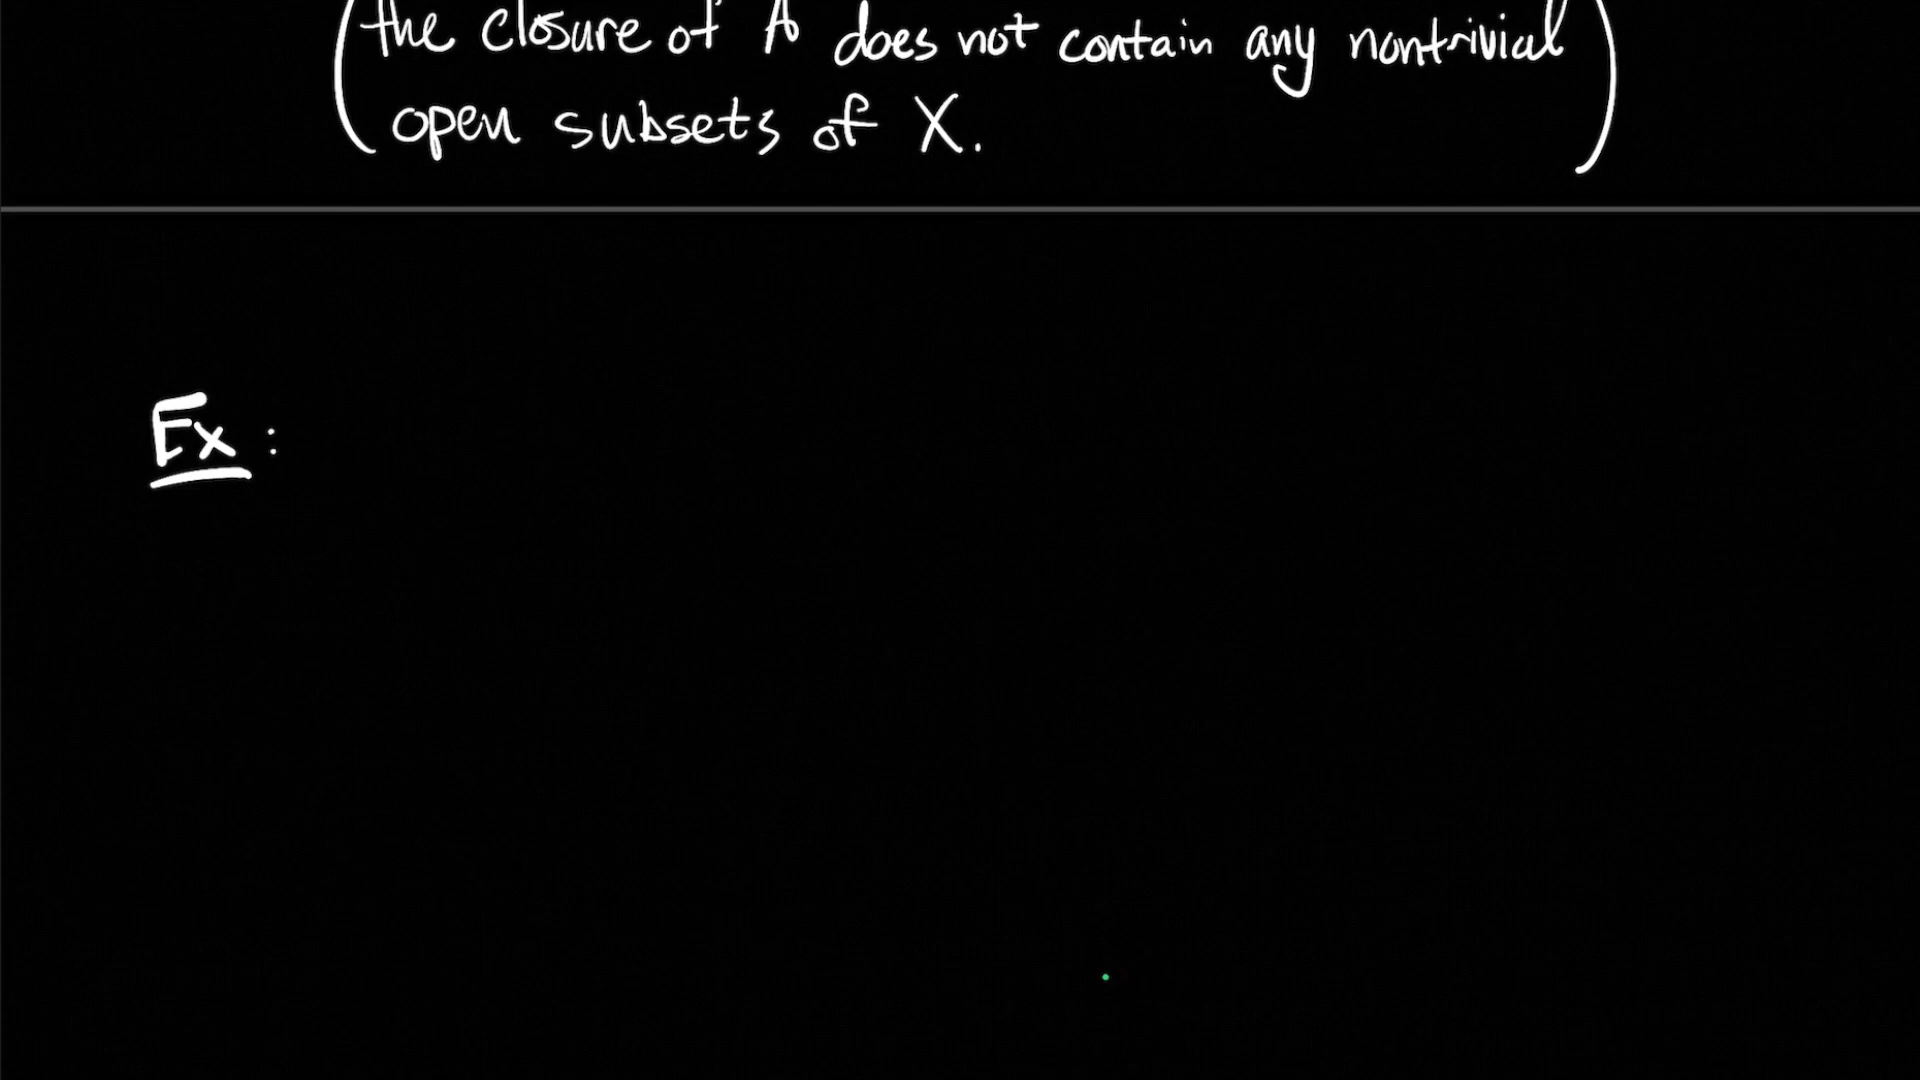 (the closure of A does not contain any nontrivial
open subsets of X.)
Ex: